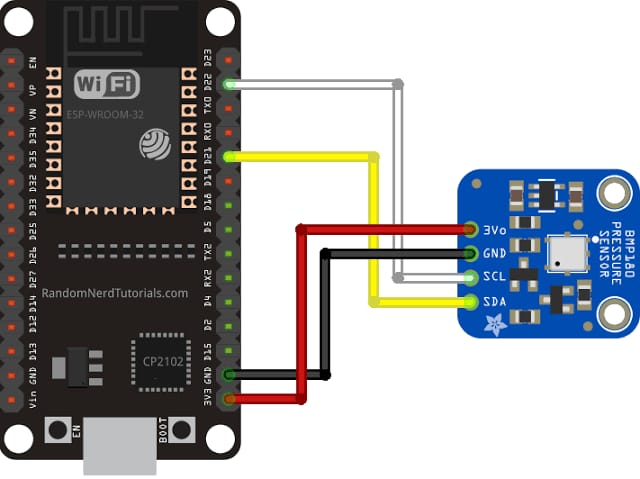 EN
VP
VN
D34
D35
D32
D33
D25
D26
D27
D14
D12
D13
GND
Vin
WiFi
ESP-WROOM-32
RandomNerdTutorials.com
CP2102
EN
BOOT
D23
D22
TX0
RX0
D21
D19
D18
D5
TX2
RX2
D4
D2
D15
GND
3V3
3Vo
GND
SCL
SDA
BMP180
PRESSURE
SENSOR